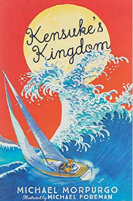 Kensuke's
Kingdom
MICHAEL MORPURGO
Illustrated by MICHAEL FOREMAN